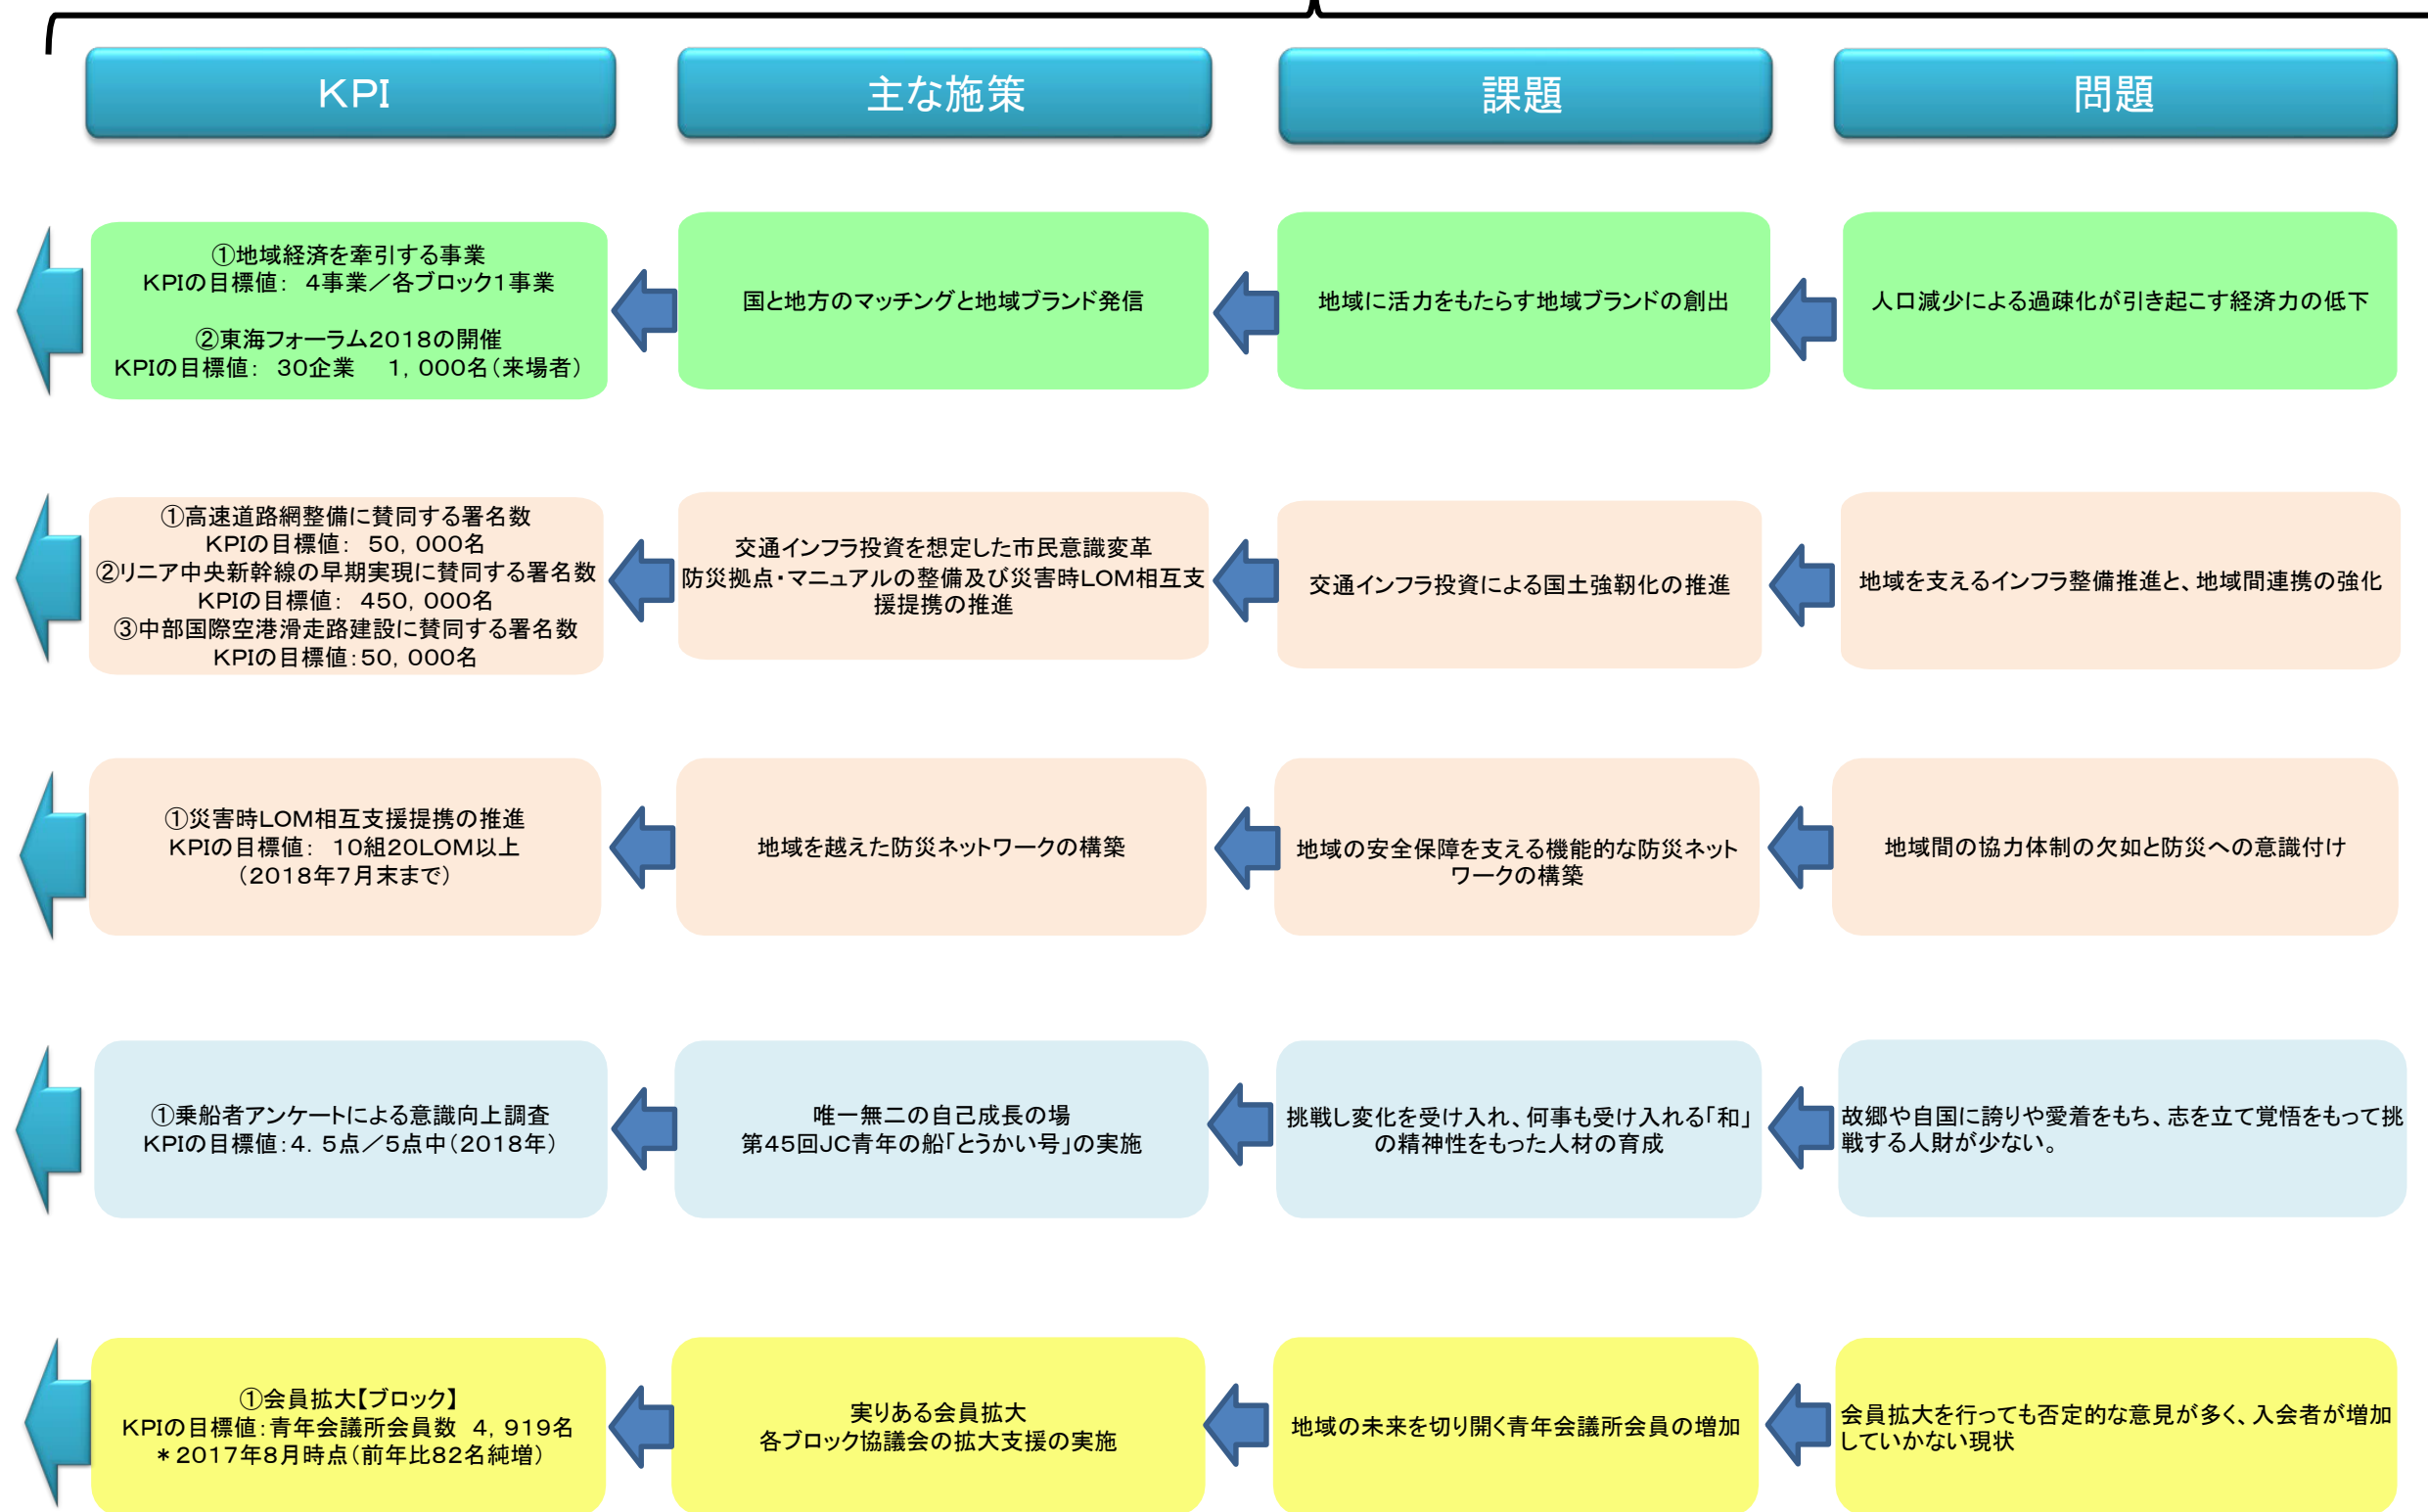 KPI
主な施策
課題
問題
①地域経済を牽引する事業
KPIの目標値： 4事業／各ブロック1事業
②東海フォーラム2018の開催
KPIの目標値： 30企業　1，000名（来場者）
国と地方のマッチングと地域ブランド発信
地域に活力をもたらす地域ブランドの創出
人口減少による過疎化が引き起こす経済力の低下
①高速道路網整備に賛同する署名数
KPIの目標値： 50，000名
②リニア中央新幹線の早期実現に賛同する署名数
KPIの目標値： 450，000名
③中部国際空港滑走路建設に賛同する署名数
KPIの目標値：50，000名
交通インフラ投資を想定した市民意識変革
防災拠点・マニュアルの整備及び災害時LOM相互支
援提携の推進
交通インフラ投資による国土強靭化の推進
地域を支えるインフラ整備推進と、地域間連携の強化
①災害時LOM相互支援提携の推進
KPIの目標値： 10組20LOM以上
（2018年7月末まで）
地域を越えた防災ネットワークの構築
地域の安全保障を支える機能的な防災ネット
ワークの構築
地域間の協力体制の欠如と防災への意識付け
①乗船者アンケートによる意識向上調査
KPIの目標値：4．5点／5点中（2018年）
唯一無二の自己成長の場
第45回JC青年の船「とうかい号」の実施
挑戦し変化を受け入れ、何事も受け入れる「和」
の精神性をもった人材の育成
故郷や自国に誇りや愛着をもち、志を立て覚悟をもって挑
戦する人財が少ない。
①会員拡大【ブロック】
KPIの目標値：青年会議所会員数 4，919名
＊2017年8月時点（前年比82名純増）
実りある会員拡大
各ブロック協議会の拡大支援の実施
地域の未来を切り開く青年会議所会員の増加
会員拡大を行っても否定的な意見が多く、入会者が増加
していかない現状